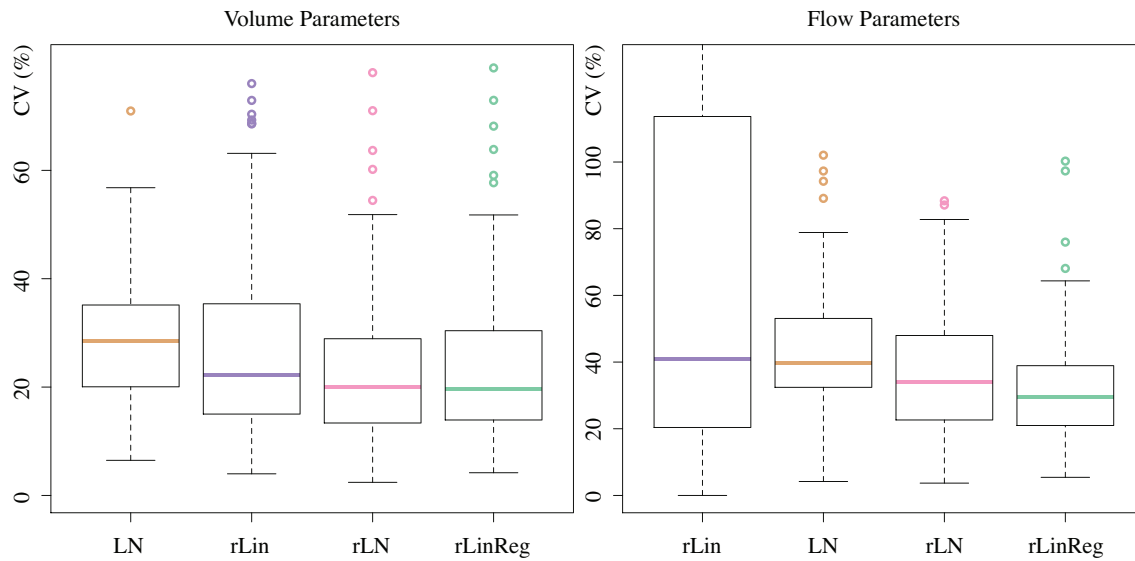 Volume Parameters
CV (%)
60
40
20
0
LN rLin rLN rLinReg
Flow Parameters
CV (%)
100
80
60
40
20
0
rLin LN rLN rLinReg